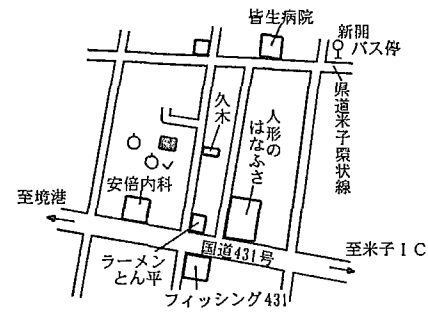 皆生病院
新開
バス停
県道米子環状線
久木
人形の
はなふさ
安倍内科
至境港
国道431号
至米子IC
ラーメン
とん平
フィッシング431